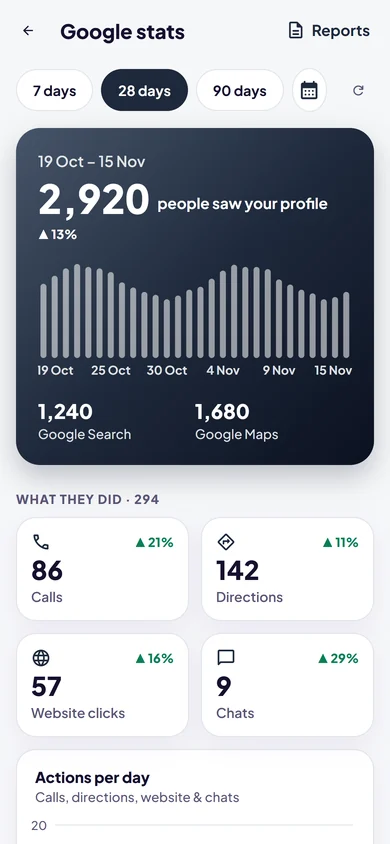 Google stats
Reports
7 days
28 days
90 days
19 Oct – 15 Nov
2,920 people saw your profile
▲ 13%
19 Oct 25 Oct 30 Oct 4 Nov 9 Nov 15 Nov
1,240
Google Search
1,680
Google Maps
WHAT THEY DID · 294
▲ 21%
86
Calls
▲ 11%
142
Directions
▲ 16%
57
Website clicks
▲ 29%
9
Chats
Actions per day
Calls, directions, website & chats
20